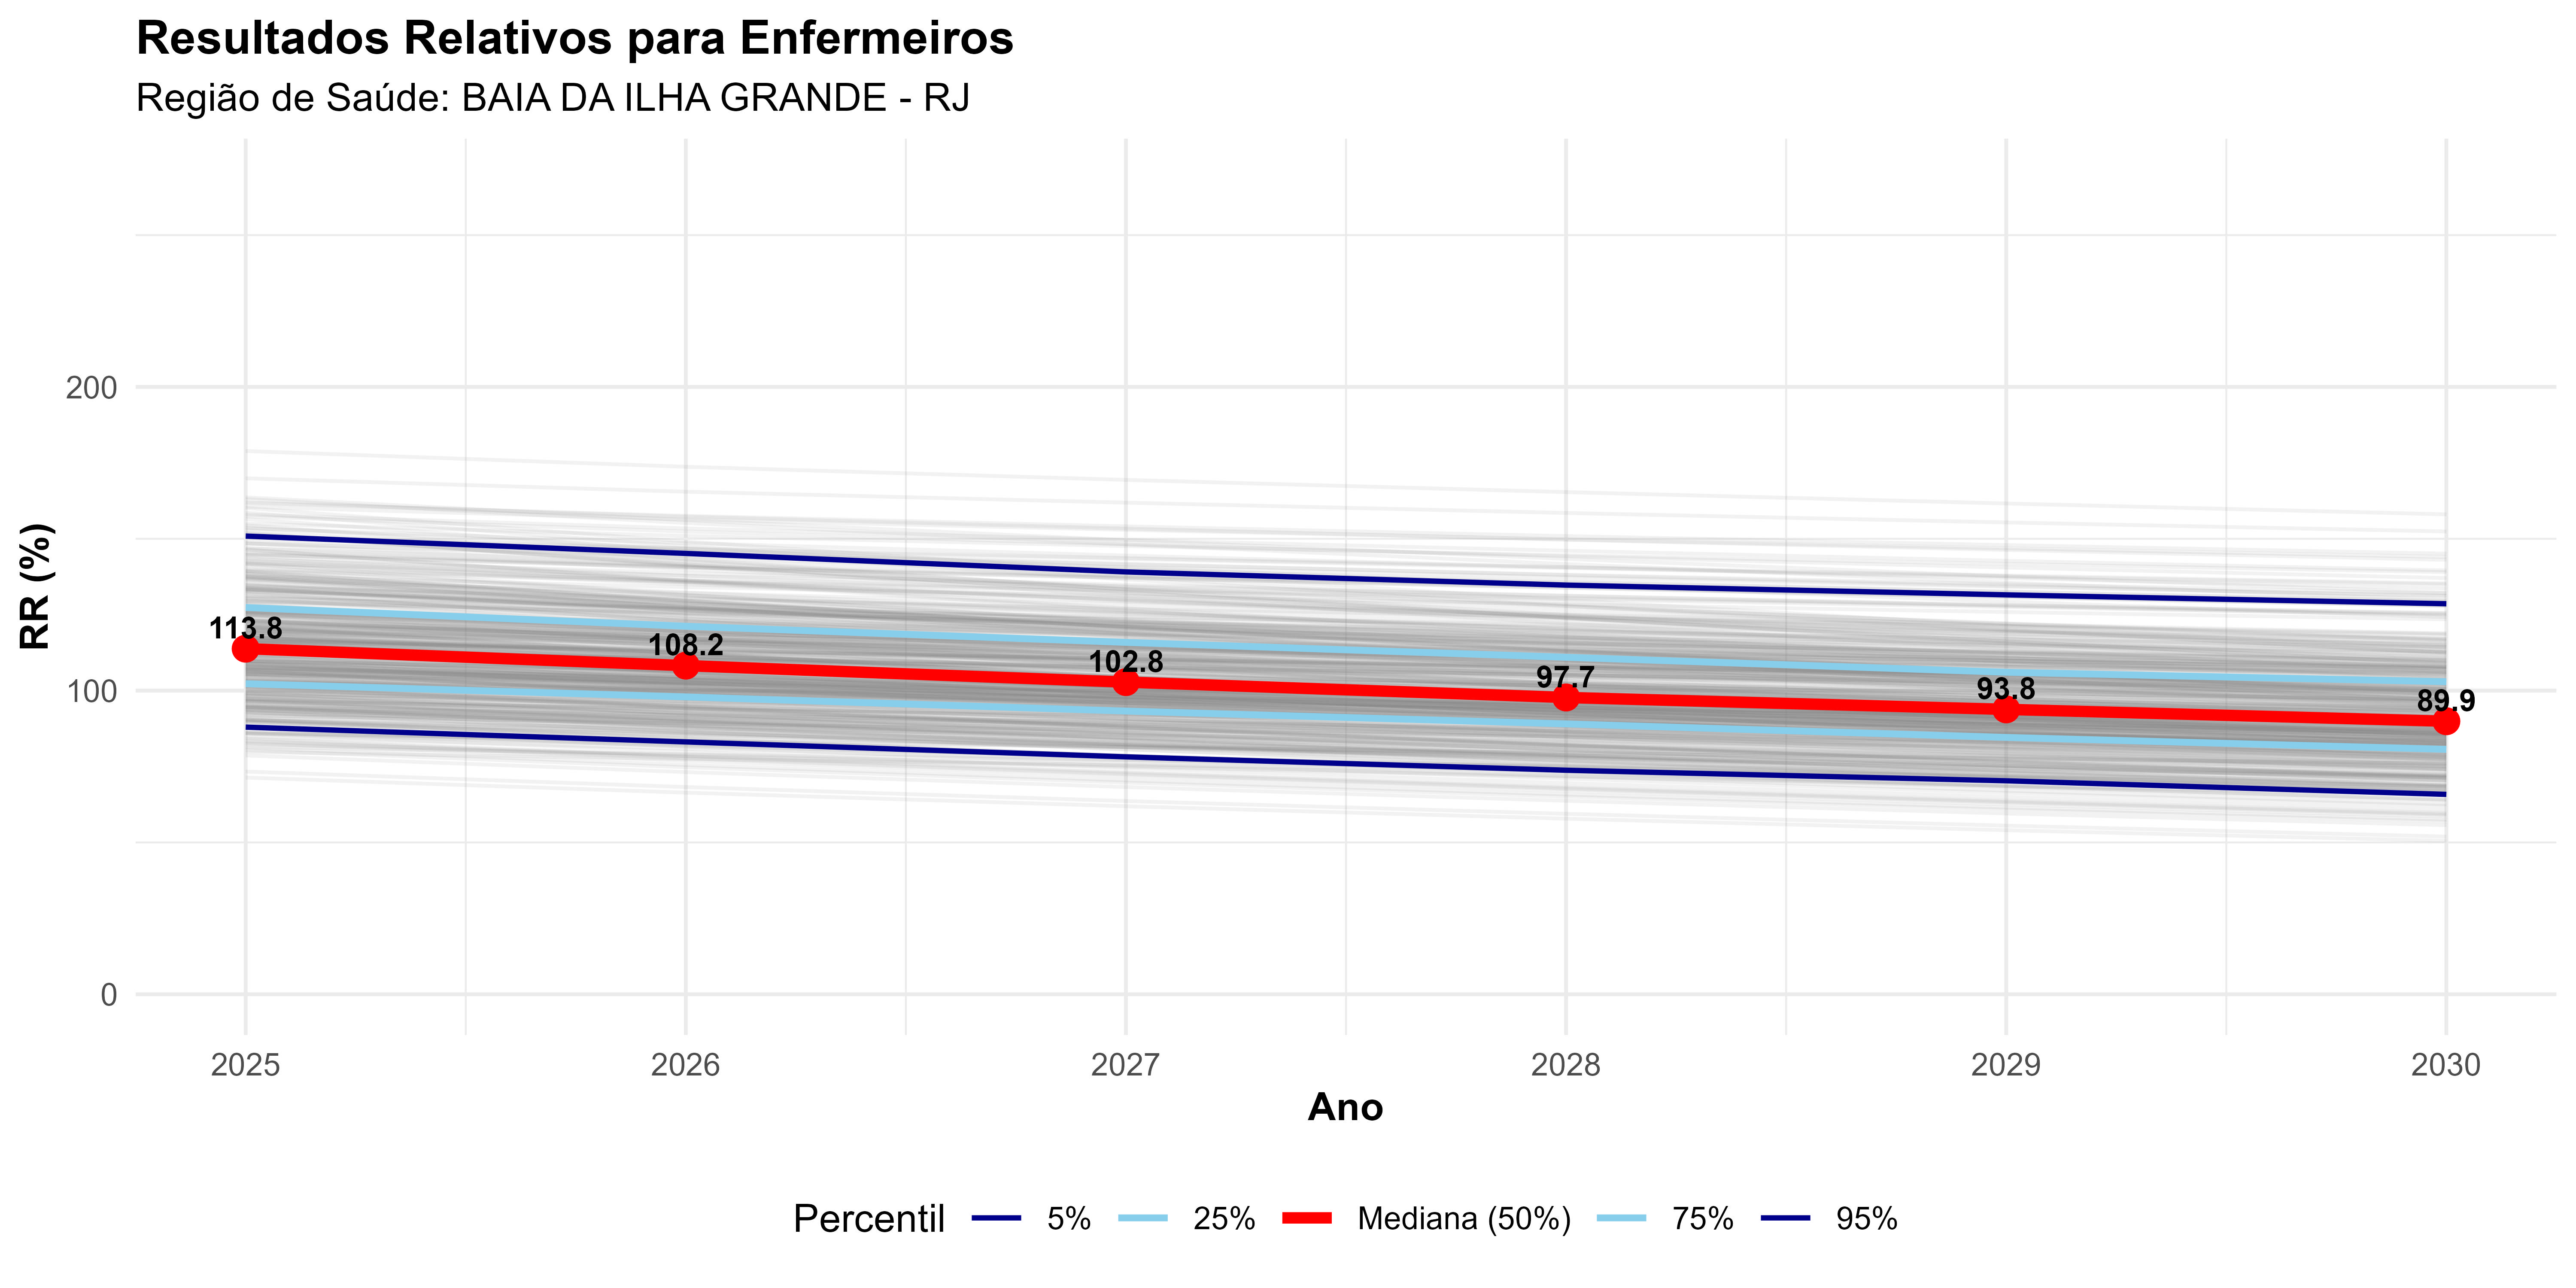 Resultados Relativos para Enfermeiros
Região de Saúde: BAIA DA ILHA GRANDE - RJ
RR (%)
200
100
0
113.8
108.2
102.8
97.7
93.8
89.9
2025 2026 2027 2028 2029 2030
Ano
Percentil 5% 25% Mediana (50%) 75% 95%